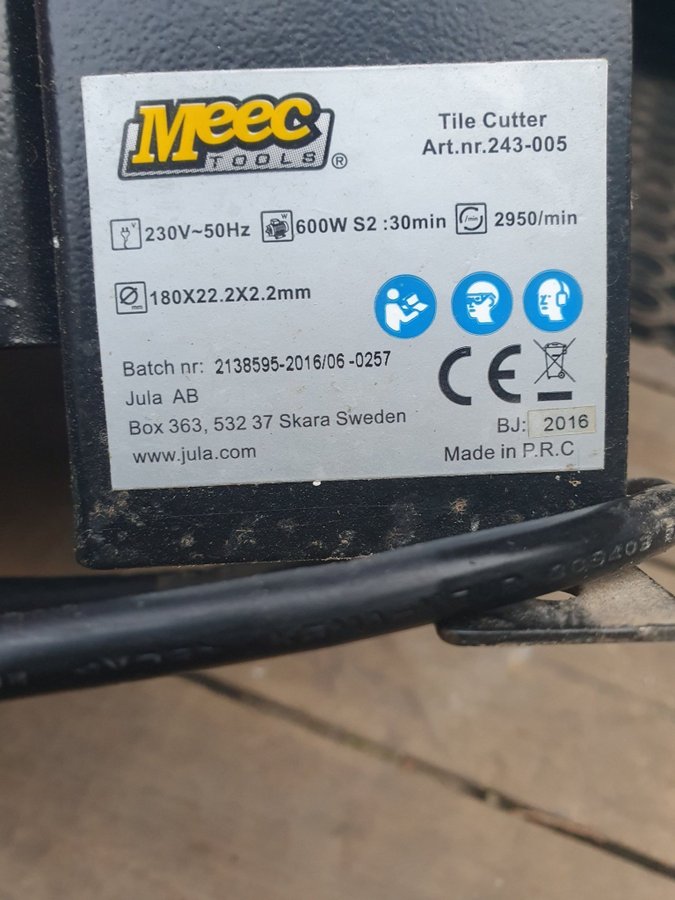 Meec
TOOLS®
Tile Cutter
Art.nr.243-005
230V~50Hz
600W S2 :30min
2950/min
180X22.2X2.2mm
Batch nr: 2138595-2016/06 -0257
Jula AB
Box 363, 532 37 Skara Sweden
www.jula.com
CE
BJ: 2016
Made in P.R.C